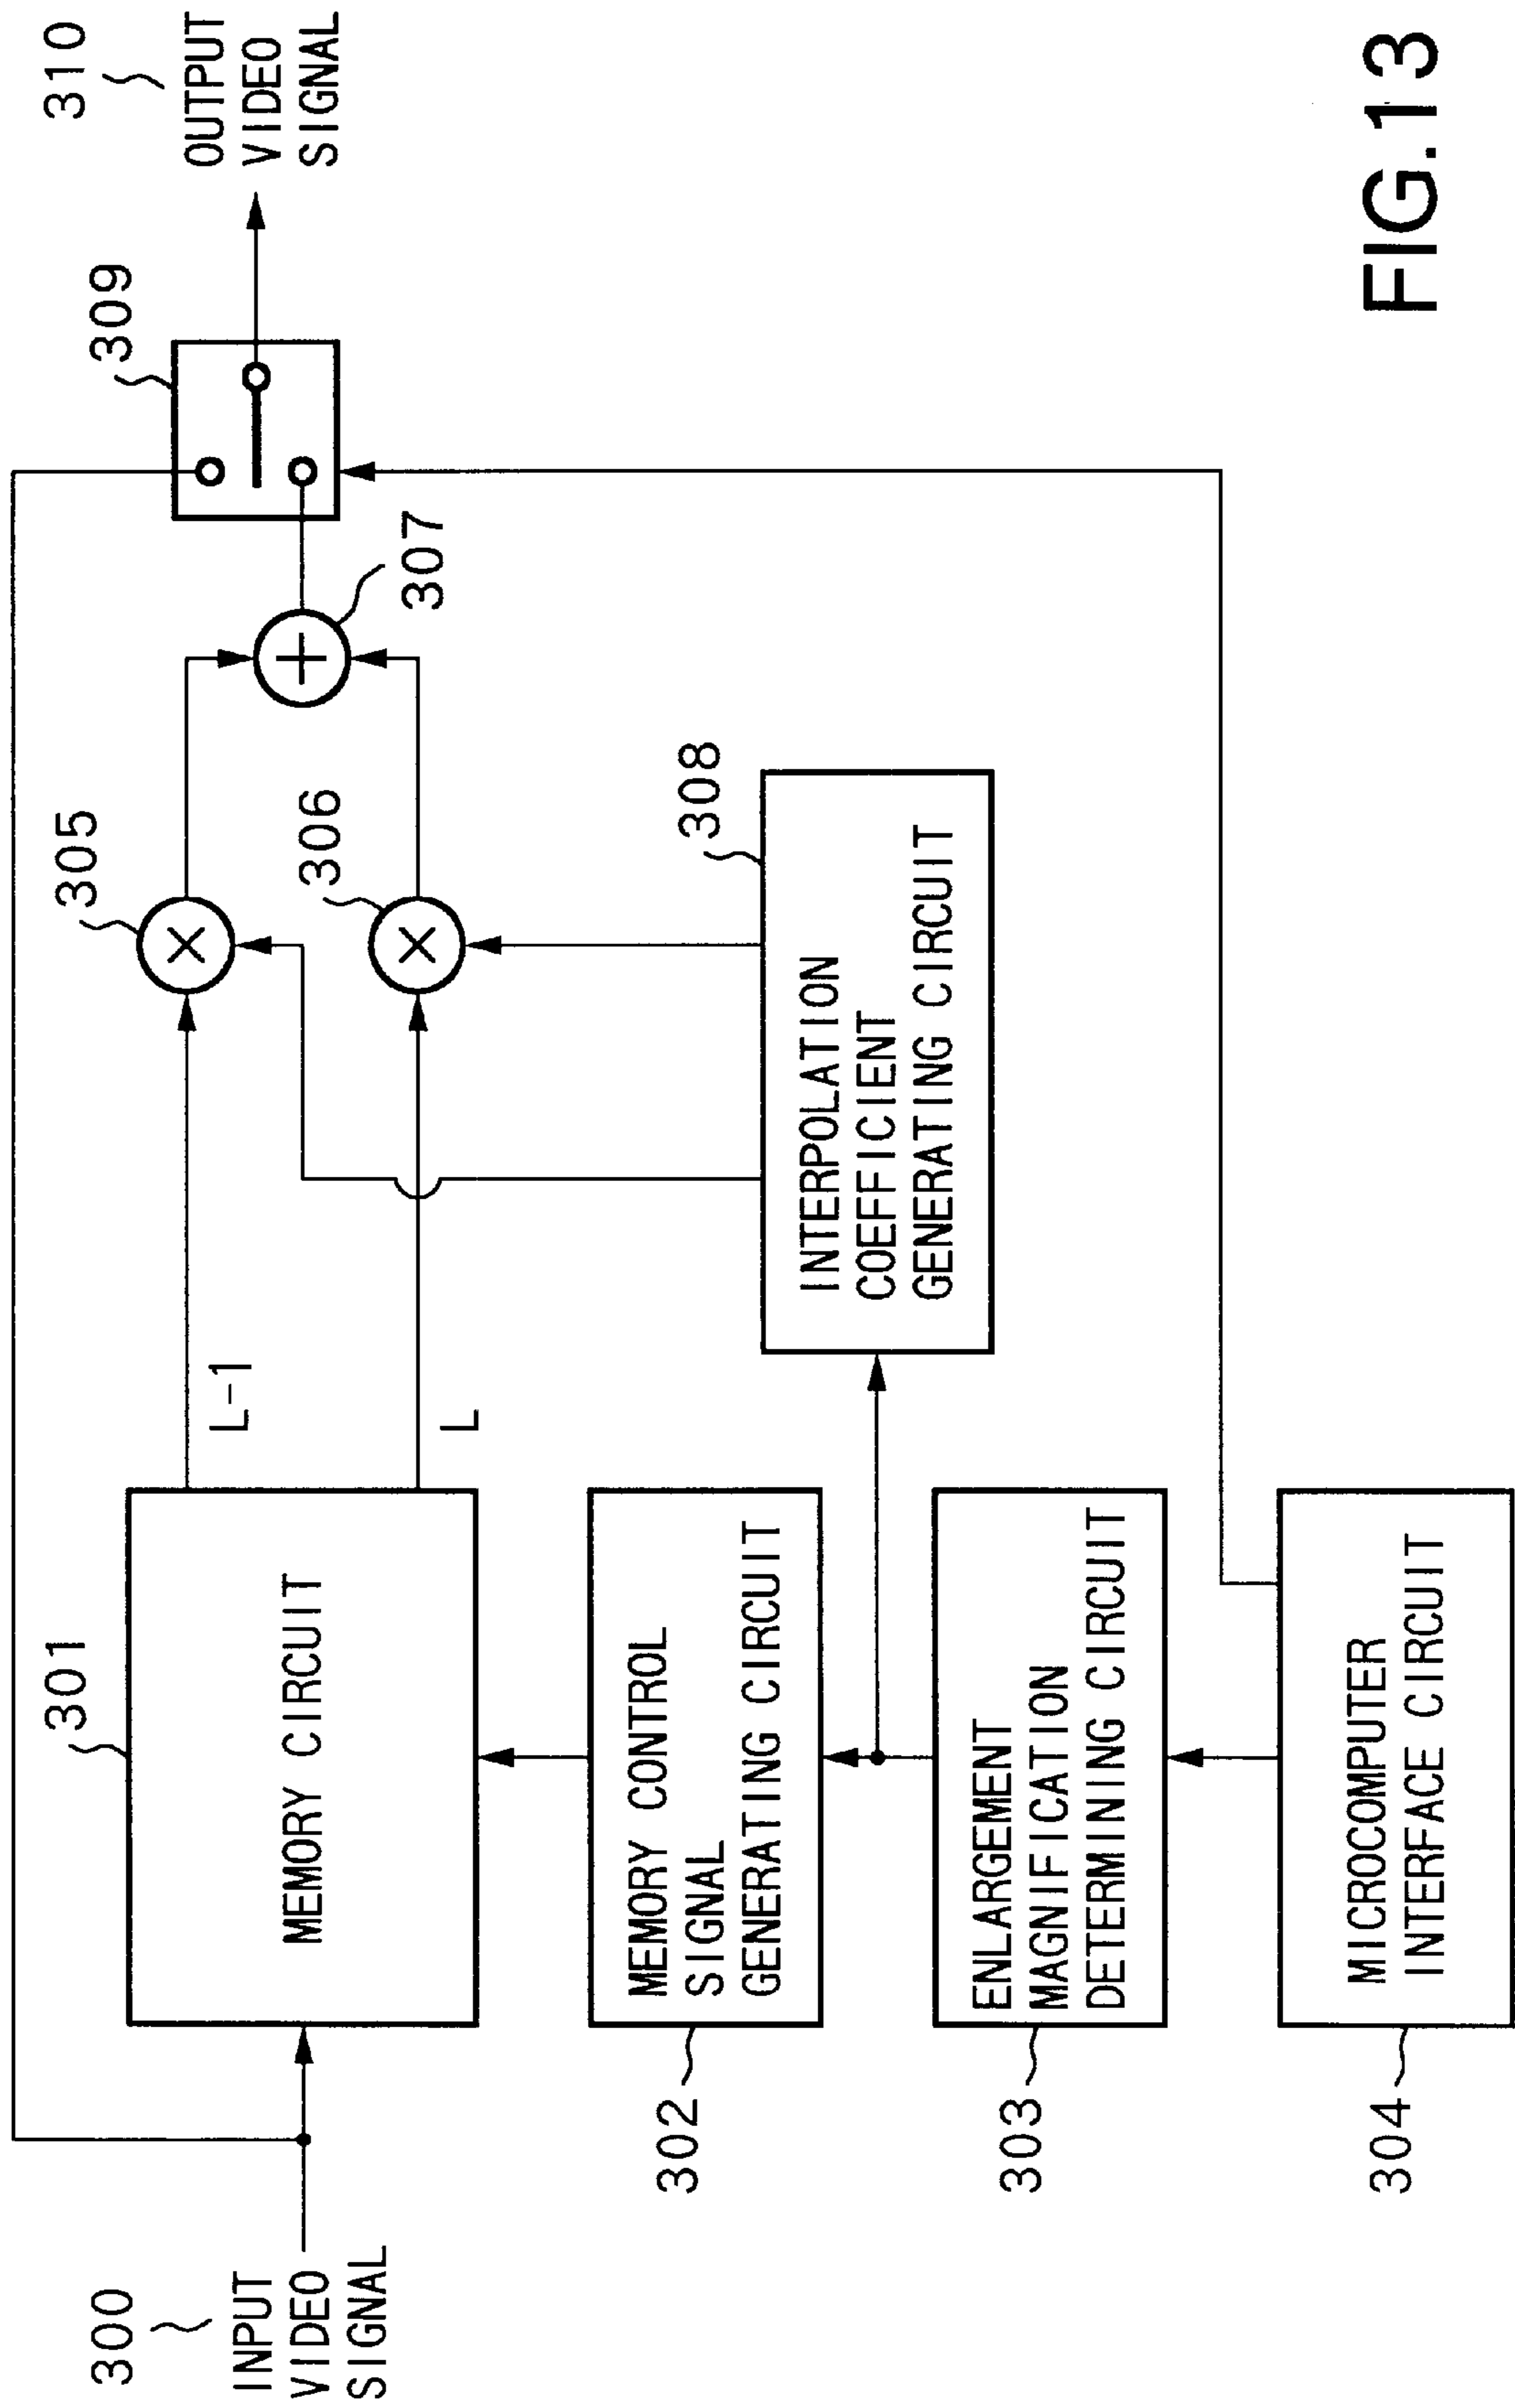 300
INPUT
VIDEO
SIGNAL
301
MEMORY CIRCUIT
L-1
L
302
MEMORY CONTROL
SIGNAL
GENERATING CIRCUIT
303
ENLARGEMENT
MAGNIFICATION
DETERMINING CIRCUIT
304
MICROCOMPUTER
INTERFACE CIRCUIT
305
×
306
×
307
+
308
INTERPOLATION
COEFFICIENT
GENERATING CIRCUIT
309
310
OUTPUT
VIDEO
SIGNAL
FIG.13